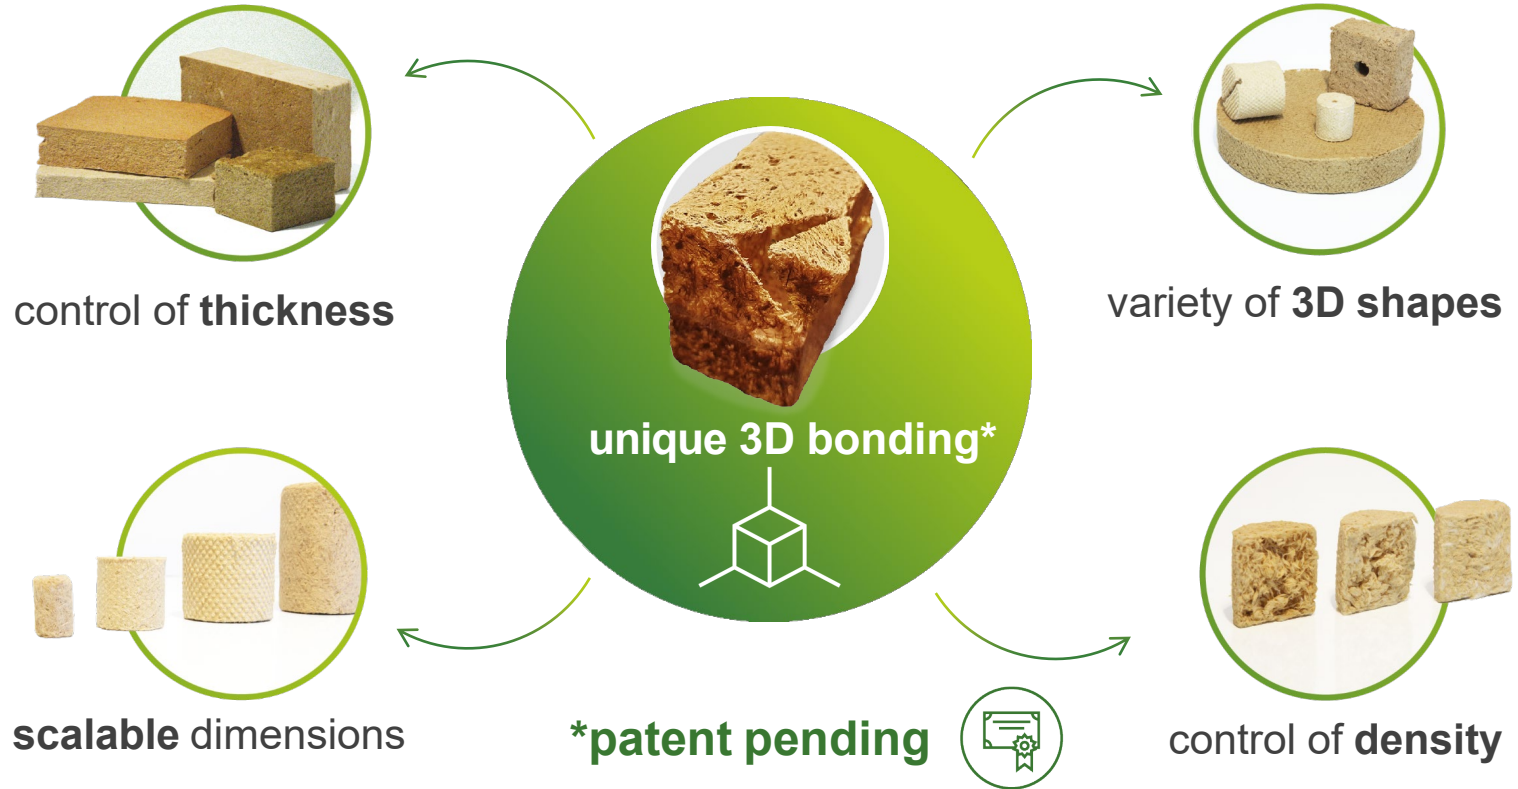 control of thickness
variety of 3D shapes
unique 3D bonding*
scalable dimensions
*patent pending
control of density